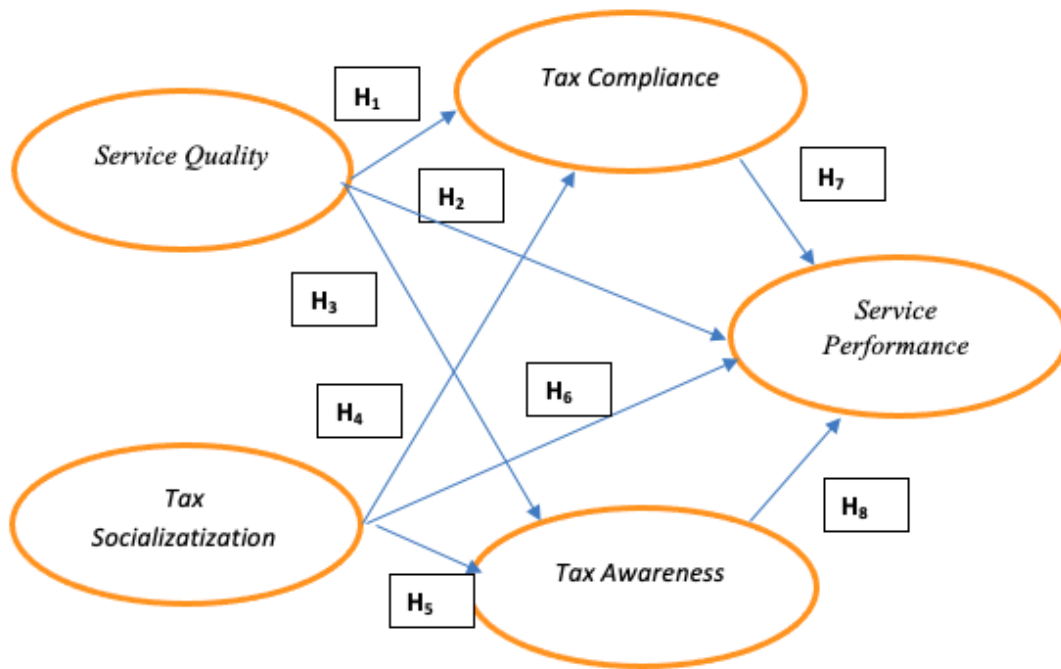 Tax Compliance
H₁
Service Quality
H₂
H₇
H₃
Service
Performance
H₆
H₄
Tax
Socializatization
H₈
Tax Awareness
H₅